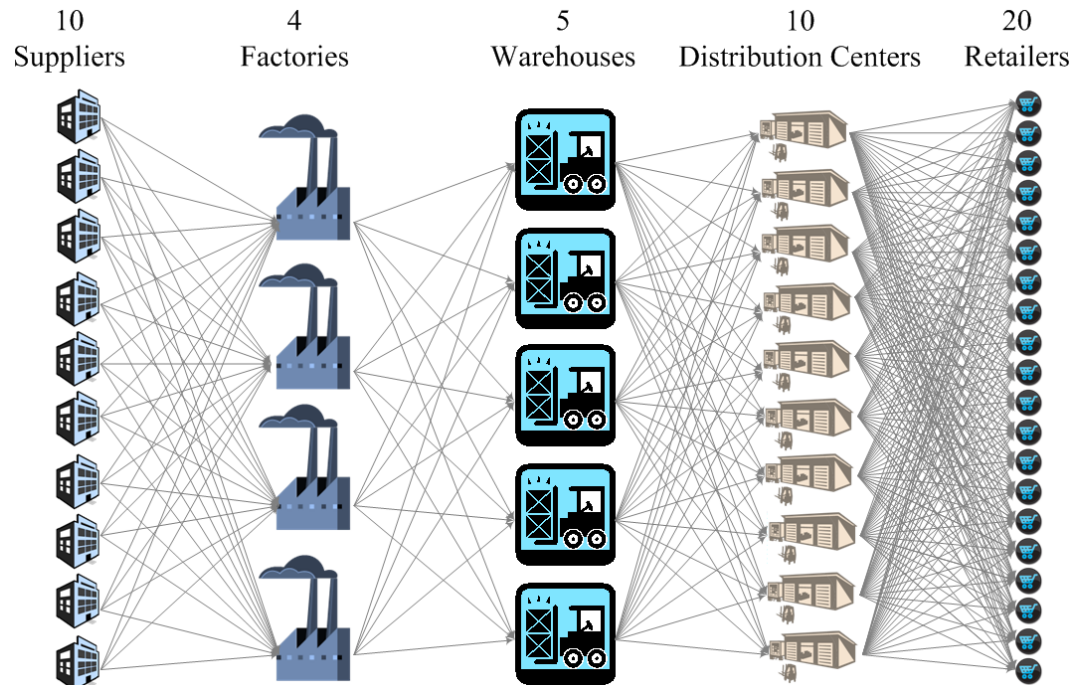 10
Suppliers
4
Factories
5
Warehouses
10
Distribution Centers
20
Retailers